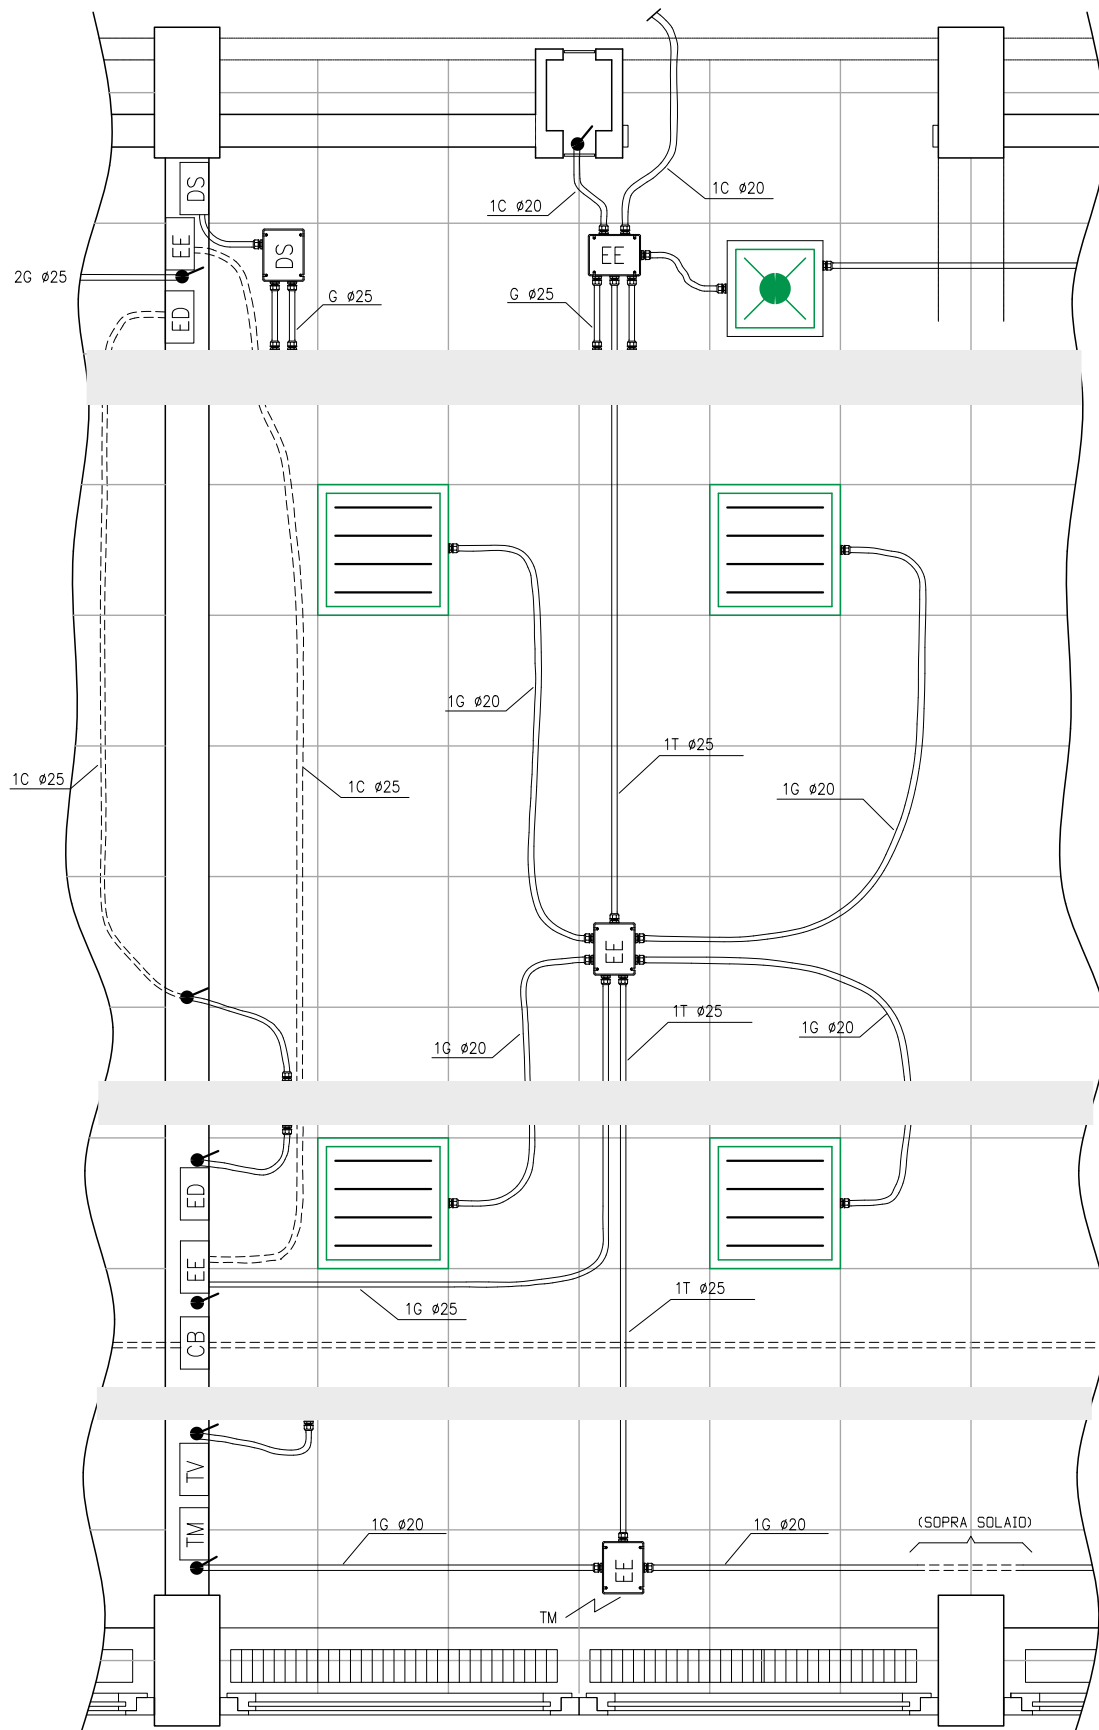 1C ø20
1C ø20
DS
EE
DS
EE
2G ø25
G ø25
G ø25
ED
1G ø20
1T ø25
1C ø25
1C ø25
1G ø20
EE
1T ø25
1G ø20
1G ø20
ED
EE
1G ø25
1T ø25
CB
TV
TM
1G ø20
1G ø20
(SOPRA SOLAIO)
EE
TM